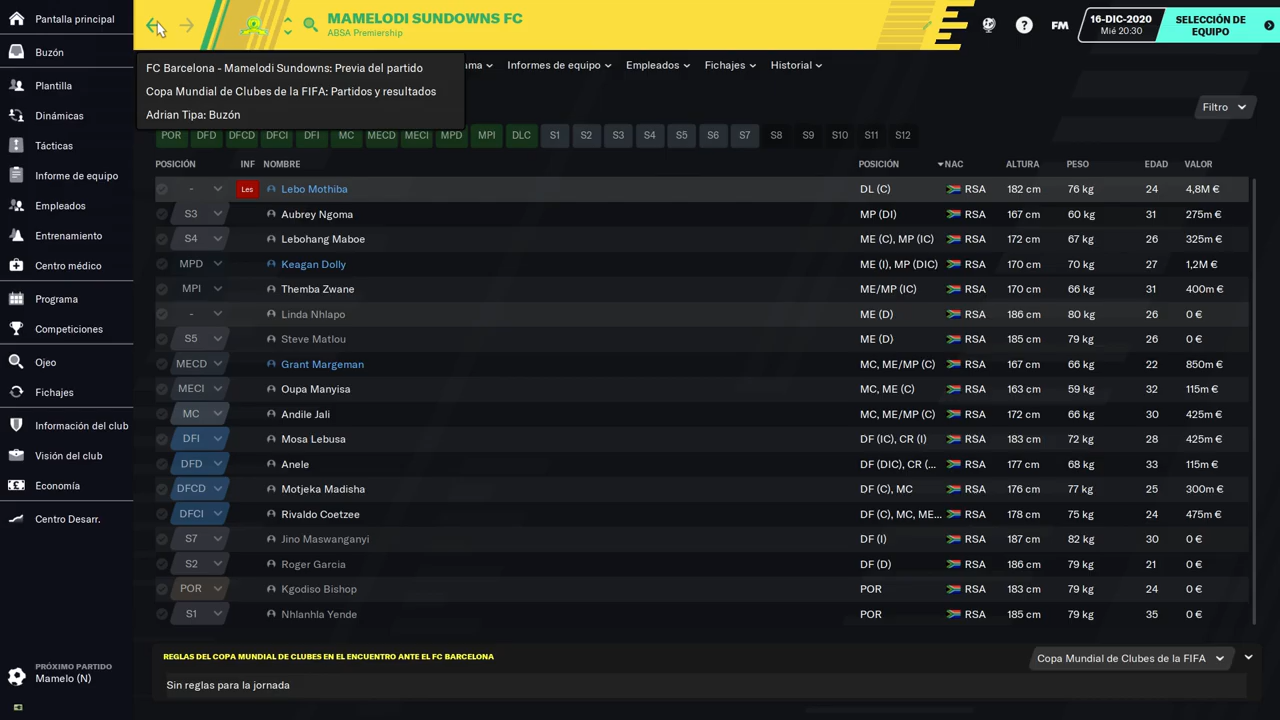 Pantalla principal
Buzón
Plantilla
Dinámicas
Tácticas
Informe de equipo
Empleados
Entrenamiento
Centro médico
Programa
Competiciones
Ojeo
Fichajes
Información del club
Visión del club
Economía
Centro Desarr.
PRÓXIMO PARTIDO
Mamelo (N)
MAMELODI SUNDOWNS FC
ABSA Premiership
FM
16-DIC-2020
Mié 20:30
SELECCIÓN DE EQUIPO
FC Barcelona - Mamelodi Sundowns: Previa del partido
Copa Mundial de Clubes de la FIFA: Partidos y resultados
Adrian Tipa: Buzón
ama Informes de equipo Empleados Fichajes Historial
Filtro
POR DFD DFCD DFCI DFI MC MECD MECI MPD MPI DLC S1 S2 S3 S4 S5 S6 S7 S8 S9 S10 S11 S12
POSICIÓN INF NOMBRE POSICIÓN NAC ALTURA PESO EDAD VALOR
- Les Lebo Mothiba DL (C) RSA 182 cm 76 kg 24 4,8M €
S3 Aubrey Ngoma MP (DI) RSA 167 cm 60 kg 31 275m €
S4 Lebohang Maboe ME (C), MP (IC) RSA 172 cm 67 kg 26 325m €
MPD Keagan Dolly ME (I), MP (DIC) RSA 170 cm 70 kg 27 1,2M €
MPI Themba Zwane ME/MP (IC) RSA 170 cm 66 kg 31 400m €
- Linda Nhlapo ME (D) RSA 186 cm 80 kg 26 0 €
S5 Steve Matlou ME (D) RSA 185 cm 79 kg 26 0 €
MECD Grant Margeman MC, ME/MP (C) RSA 167 cm 66 kg 22 850m €
MECI Oupa Manyisa MC, ME (C) RSA 163 cm 59 kg 32 115m €
MC Andile Jali MC, ME/MP (C) RSA 172 cm 66 kg 30 425m €
DFI Mosa Lebusa DF (IC), CR (I) RSA 183 cm 72 kg 28 425m €
DFD Anele DF (DIC), CR (... RSA 177 cm 68 kg 33 115m €
DFCD Motjeka Madisha DF (C), MC RSA 176 cm 77 kg 25 300m €
DFCI Rivaldo Coetzee DF (C), MC, ME... RSA 178 cm 75 kg 24 475m €
S7 Jino Maswanganyi DF (I) RSA 187 cm 82 kg 30 0 €
S2 Roger Garcia DF (D) RSA 186 cm 79 kg 21 0 €
POR Kgodiso Bishop POR RSA 183 cm 79 kg 24 0 €
S1 Nhlanhla Yende POR RSA 185 cm 79 kg 35 0 €
REGLAS DEL COPA MUNDIAL DE CLUBES EN EL ENCUENTRO ANTE EL FC BARCELONA
Copa Mundial de Clubes de la FIFA
Sin reglas para la jornada